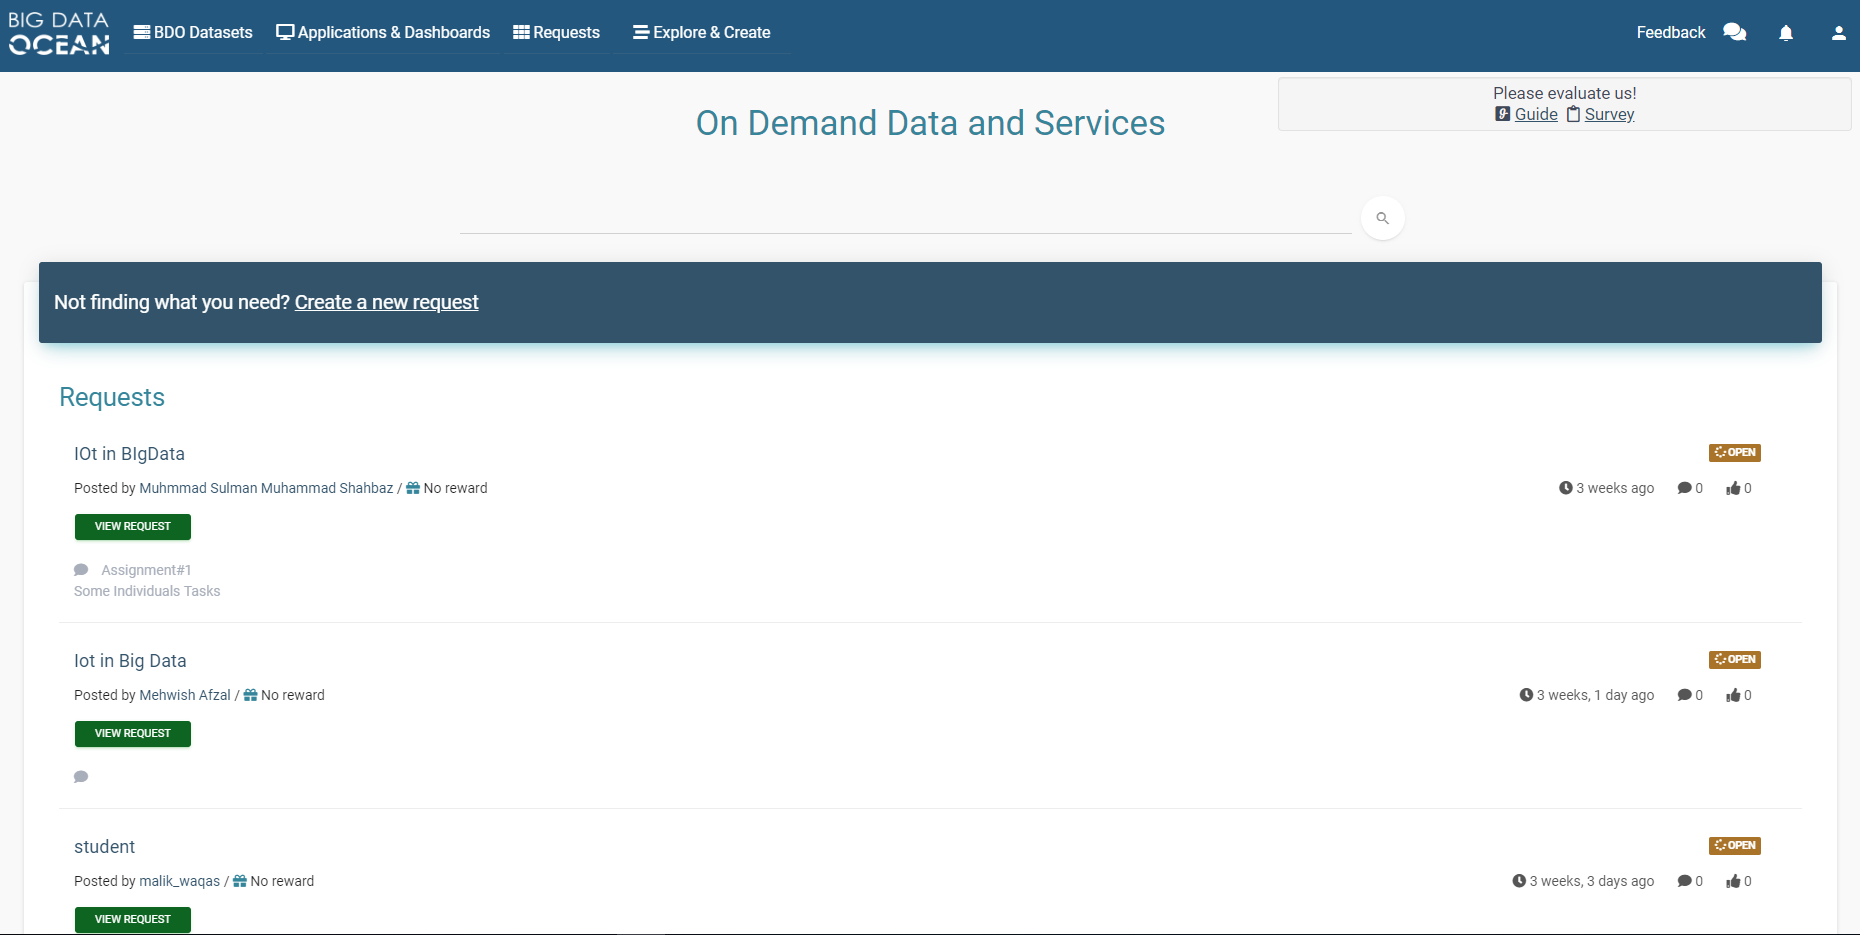 BIG DATA
OCEAN
BDO Datasets
Applications & Dashboards
Requests
Explore & Create
Feedback
Please evaluate us!
Guide Survey
On Demand Data and Services
Not finding what you need? Create a new request
Requests
IOt in BIgData
OPEN
Posted by Muhmmad Sulman Muhammad Shahbaz / No reward
3 weeks ago 0 0
VIEW REQUEST
Assignment#1
Some Individuals Tasks
Iot in Big Data
OPEN
Posted by Mehwish Afzal / No reward
3 weeks, 1 day ago 0 0
VIEW REQUEST
student
OPEN
Posted by malik_waqas / No reward
3 weeks, 3 days ago 0 0
VIEW REQUEST